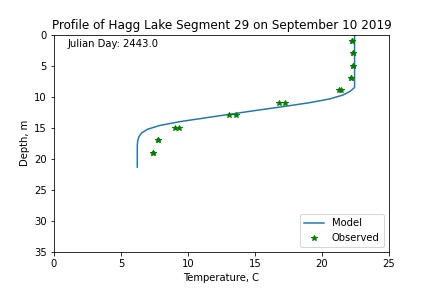 Profile of Hagg Lake Segment 29 on September 10 2019
Julian Day: 2443.0
Depth, m
0
5
10
15
20
25
30
35
Model
Observed
0 5 10 15 20 25
Temperature, C